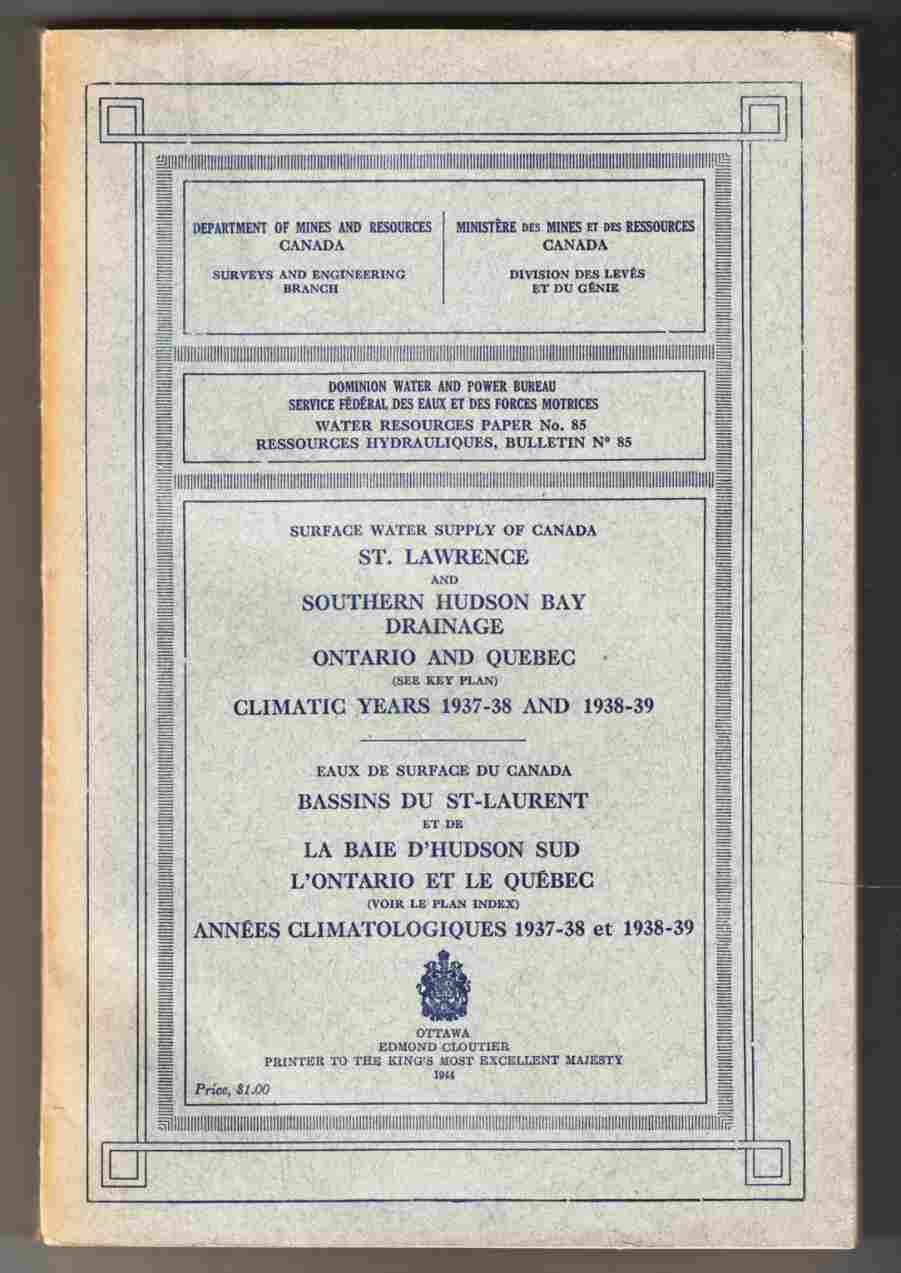 DEPARTMENT OF MINES AND RESOURCES
CANADA
SURVEYS AND ENGINEERING
BRANCH
MINISTÈRE DES MINES ET DES RESSOURCES
CANADA
DIVISION DES LEVÉS
ET DU GÉNIE
DOMINION WATER AND POWER BUREAU
SERVICE FÉDÉRAL DES EAUX ET DES FORCES MOTRICES
WATER RESOURCES PAPER No. 85
RESSOURCES HYDRAULIQUES, BULLETIN N° 85
SURFACE WATER SUPPLY OF CANADA
ST. LAWRENCE
AND
SOUTHERN HUDSON BAY
DRAINAGE
ONTARIO AND QUEBEC
(SEE KEY PLAN)
CLIMATIC YEARS 1937-38 AND 1938-39
EAUX DE SURFACE DU CANADA
BASSINS DU ST-LAURENT
ET DE
LA BAIE D'HUDSON SUD
L'ONTARIO ET LE QUÉBEC
(VOIR LE PLAN INDEX)
ANNÉES CLIMATOLOGIQUES 1937-38 et 1938-39
OTTAWA
EDMOND CLOUTIER
PRINTER TO THE KING'S MOST EXCELLENT MAJESTY
1944
Price, $1.00